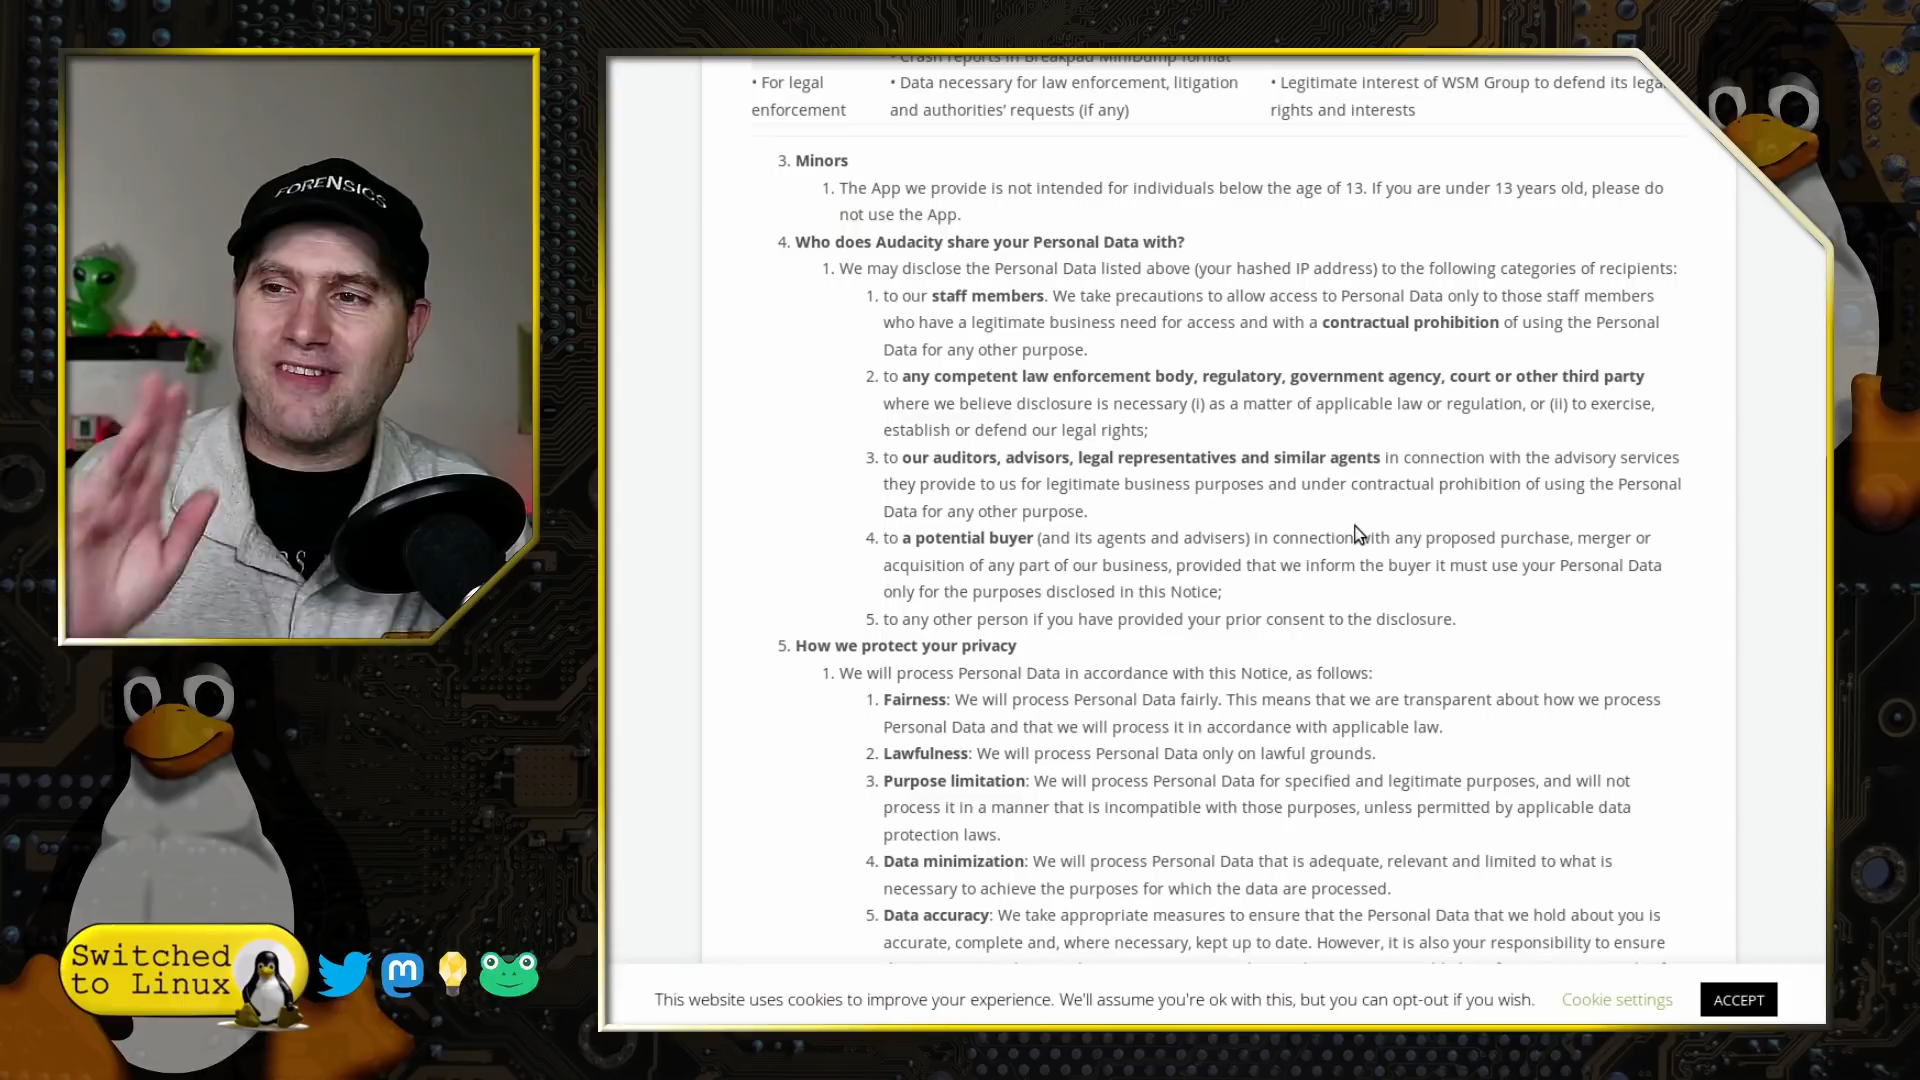 FORENSICS
Crash reports in Breakpad MiniDump format
• For legal
enforcement
• Data necessary for law enforcement, litigation
and authorities’ requests (if any)
• Legitimate interest of WSM Group to defend its legal
rights and interests
3. Minors
1. The App we provide is not intended for individuals below the age of 13. If you are under 13 years old, please do
not use the App.
4. Who does Audacity share your Personal Data with?
1. We may disclose the Personal Data listed above (your hashed IP address) to the following categories of recipients:
1. to our staff members. We take precautions to allow access to Personal Data only to those staff members
who have a legitimate business need for access and with a contractual prohibition of using the Personal
Data for any other purpose.
2. to any competent law enforcement body, regulatory, government agency, court or other third party
where we believe disclosure is necessary (i) as a matter of applicable law or regulation, or (ii) to exercise,
establish or defend our legal rights;
3. to our auditors, advisors, legal representatives and similar agents in connection with the advisory services
they provide to us for legitimate business purposes and under contractual prohibition of using the Personal
Data for any other purpose.
4. to a potential buyer (and its agents and advisers) in connection with any proposed purchase, merger or
acquisition of any part of our business, provided that we inform the buyer it must use your Personal Data
only for the purposes disclosed in this Notice;
5. to any other person if you have provided your prior consent to the disclosure.
5. How we protect your privacy
1. We will process Personal Data in accordance with this Notice, as follows:
1. Fairness: We will process Personal Data fairly. This means that we are transparent about how we process
Personal Data and that we will process it in accordance with applicable law.
2. Lawfulness: We will process Personal Data only on lawful grounds.
3. Purpose limitation: We will process Personal Data for specified and legitimate purposes, and will not
process it in a manner that is incompatible with those purposes, unless permitted by applicable data
protection laws.
4. Data minimization: We will process Personal Data that is adequate, relevant and limited to what is
necessary to achieve the purposes for which the data are processed.
5. Data accuracy: We take appropriate measures to ensure that the Personal Data that we hold about you is
accurate, complete and, where necessary, kept up to date. However, it is also your responsibility to ensure
This website uses cookies to improve your experience. We'll assume you're ok with this, but you can opt-out if you wish.
Cookie settings
ACCEPT
Switched
to Linux